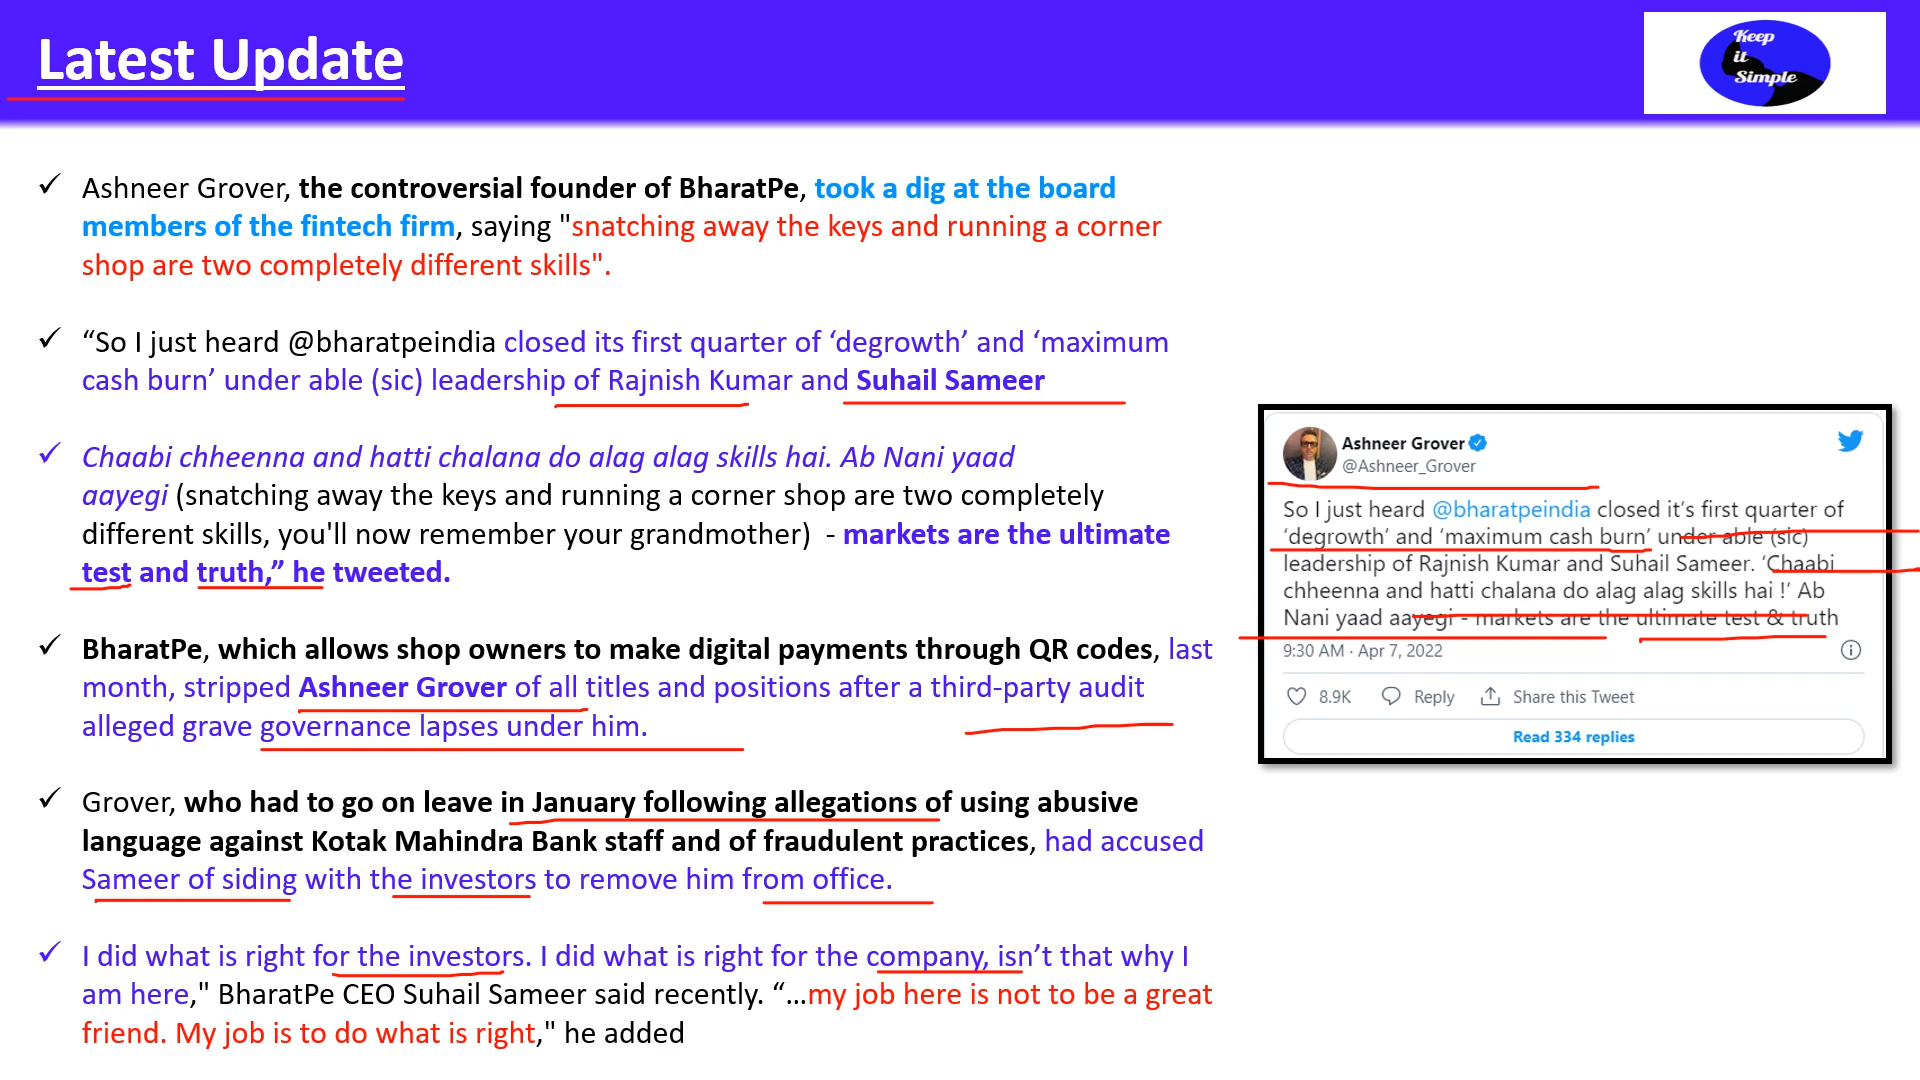 Latest Update
Keep
it
Simple
✓ Ashneer Grover, the controversial founder of BharatPe, took a dig at the board
members of the fintech firm, saying "snatching away the keys and running a corner
shop are two completely different skills".
✓ “So I just heard @bharatpeindia closed its first quarter of ‘degrowth’ and ‘maximum
cash burn’ under able (sic) leadership of Rajnish Kumar and Suhail Sameer
✓ Chaabi chheenna and hatti chalana do alag alag skills hai. Ab Nani yaad
aayegi (snatching away the keys and running a corner shop are two completely
different skills, you'll now remember your grandmother)  - markets are the ultimate
test and truth,” he tweeted.
✓ BharatPe, which allows shop owners to make digital payments through QR codes, last
month, stripped Ashneer Grover of all titles and positions after a third-party audit
alleged grave governance lapses under him.
✓ Grover, who had to go on leave in January following allegations of using abusive
language against Kotak Mahindra Bank staff and of fraudulent practices, had accused
Sameer of siding with the investors to remove him from office.
✓ I did what is right for the investors. I did what is right for the company, isn’t that why I
am here," BharatPe CEO Suhail Sameer said recently. “…my job here is not to be a great
friend. My job is to do what is right," he added
Ashneer Grover
@Ashneer_Grover
So I just heard @bharatpeindia closed it’s first quarter of
‘degrowth’ and ‘maximum cash burn’ under able (sic)
leadership of Rajnish Kumar and Suhail Sameer. ‘Chaabi
chheenna and hatti chalana do alag alag skills hai !’ Ab
Nani yaad aayegi - markets are the ultimate test & truth
9:30 AM · Apr 7, 2022
8.9K Reply Share this Tweet
Read 334 replies